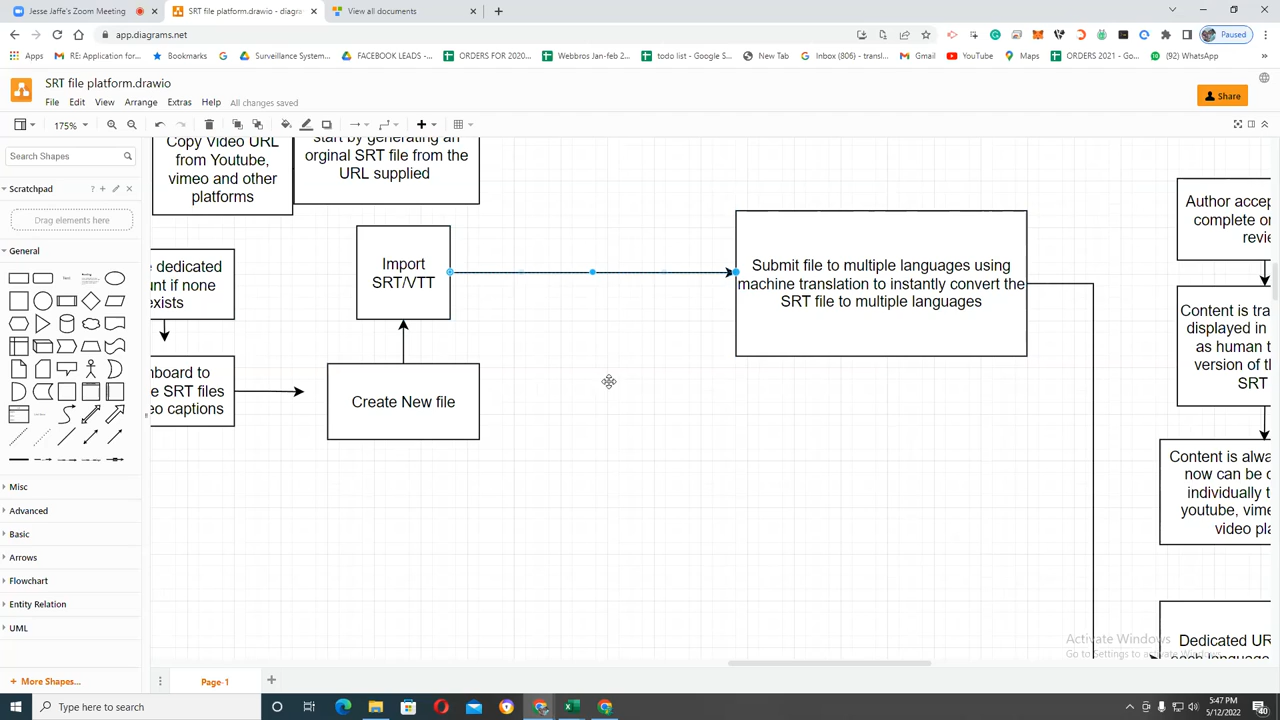 Jesse Jaffe's Zoom Meeting
SRT file platform.drawio - diagra
View all documents
app.diagrams.net
Paused
Apps
RE: Application for...
Bookmarks
Surveillance System...
FACEBOOK LEADS -...
ORDERS FOR 2020...
Webbros Jan-feb 2...
todo list - Google S...
New Tab
Inbox (806) - transl...
Gmail
YouTube
Maps
ORDERS 2021 - Go...
(92) WhatsApp
SRT file platform.drawio
File Edit View Arrange Extras Help All changes saved
Share
175%
Search Shapes
Scratchpad
Drag elements here
General
Misc
Advanced
Basic
Arrows
Flowchart
Entity Relation
UML
+ More Shapes...
Copy Video URL
from Youtube,
vimeo and other
platforms
start by generating an
orginal SRT file from the
URL supplied
dedicated
nt if none
exists
board to
e SRT files
eo captions
Import
SRT/VTT
Create New file
Submit file to multiple languages using
machine translation to instantly convert the
SRT file to multiple languages
Author accep
complete or
revie
Content is tra
displayed in
as human t
version of th
SRT
Content is alwa
now can be c
individually t
youtube, vime
video pla
Dedicated UR
Activate Windows
Go to Settings to activate Windows.
Page-1
Type here to search
5:47 PM
5/12/2022
40